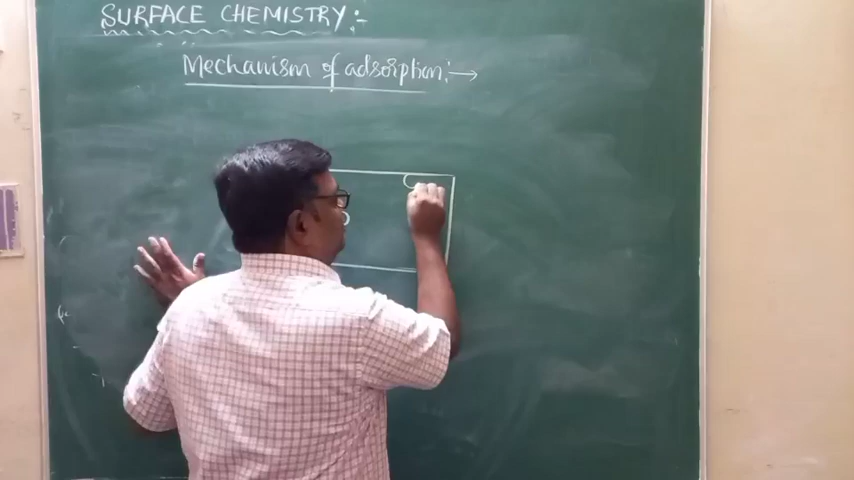 SURFACE CHEMISTRY :-
Mechanism of adsorption :→